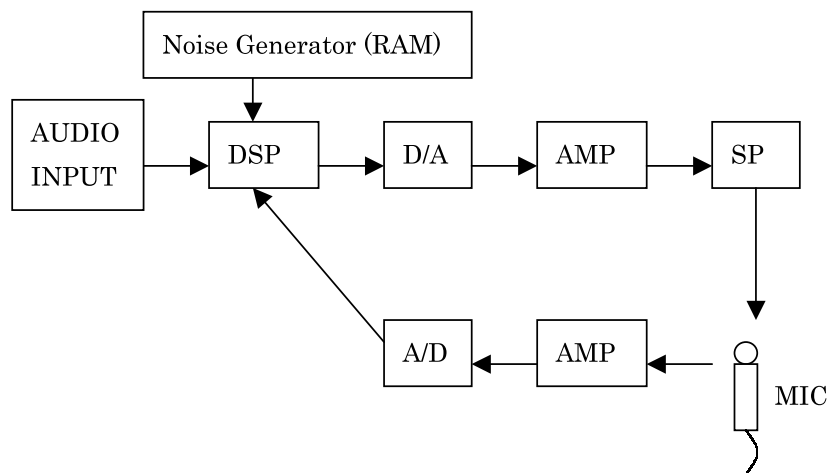 Noise Generator (RAM)
AUDIO
INPUT
DSP
D/A
AMP
SP
A/D
AMP
MIC